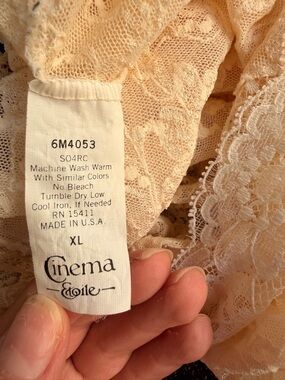 6M4053
SO4RC
Machine Wash Warm
With Similar Colors
No Bleach
Tumble Dry Low
Cool Iron, If Needed
RN 15411
MADE IN U.S.A.
XL
Cinema
Etoile